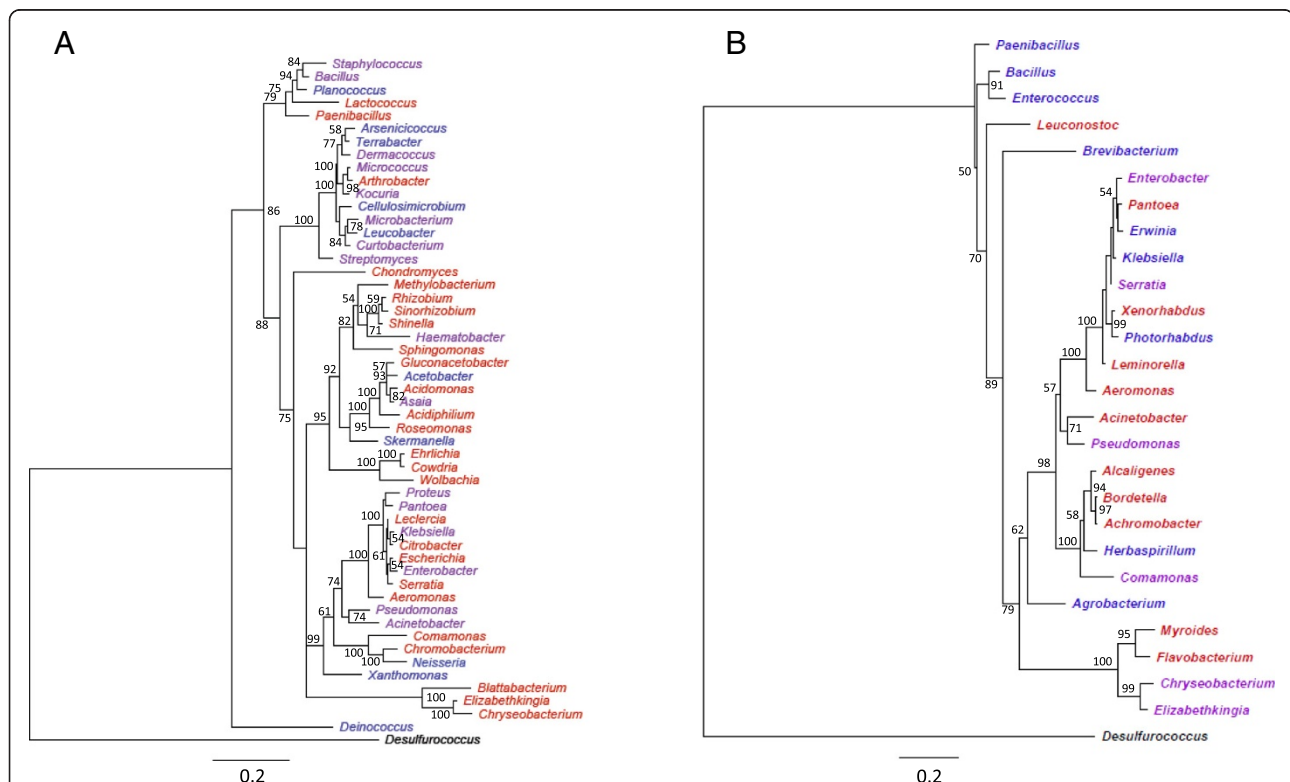 A
84 Staphylococcus
94 Bacillus
75 Planococcus
79 Lactococcus
Paenibacillus
58 Arsenicicoccus
77 Terrabacter
Dermacoccus
100 Micrococcus
Arthrobacter
100 98 Kocuria
Cellulosimicrobium
86
Microbacterium
100 78 Leucobacter
84 Curtobacterium
Streptomyces
Chondromyces
Methylobacterium
54 59 Rhizobium
100 Sinorhizobium
88 82 Shinella
71 Haematobacter
Sphingomonas
57 Gluconacetobacter
92 93 Acetobacter
Acidomonas
100 82 Asaia
75 95 100 Acidiphilium
95 Roseomonas
Skermanella
100 Ehrlichia
100 Cowdria
Wolbachia
Proteus
Pantoea
100 Leclercia
Klebsiella
54 Citrobacter
100 61 Escherichia
54 Enterobacter
74 Serratia
Aeromonas
61 Pseudomonas
74 Acinetobacter
99 Comamonas
100 Chromobacterium
100 Neisseria
Xanthomonas
Blattabacterium
100 Elizabethkingia
100 Chryseobacterium
Deinococcus
Desulfurococcus
0.2
B
Paenibacillus
Bacillus
91
Enterococcus
Leuconostoc
Brevibacterium
50
Enterobacter
54
Pantoea
Erwinia
70 Klebsiella
Serratia
Xenorhabdus
100 99
Photorhabdus
100
Leminorella
89 57 Aeromonas
Acinetobacter
71
Pseudomonas
98 Alcaligenes
94
Bordetella
58 97
Achromobacter
62 100 Herbaspirillum
Comamonas
79 Agrobacterium
95 Myroides
Flavobacterium
100
Chryseobacterium
99
Elizabethkingia
Desulfurococcus
0.2